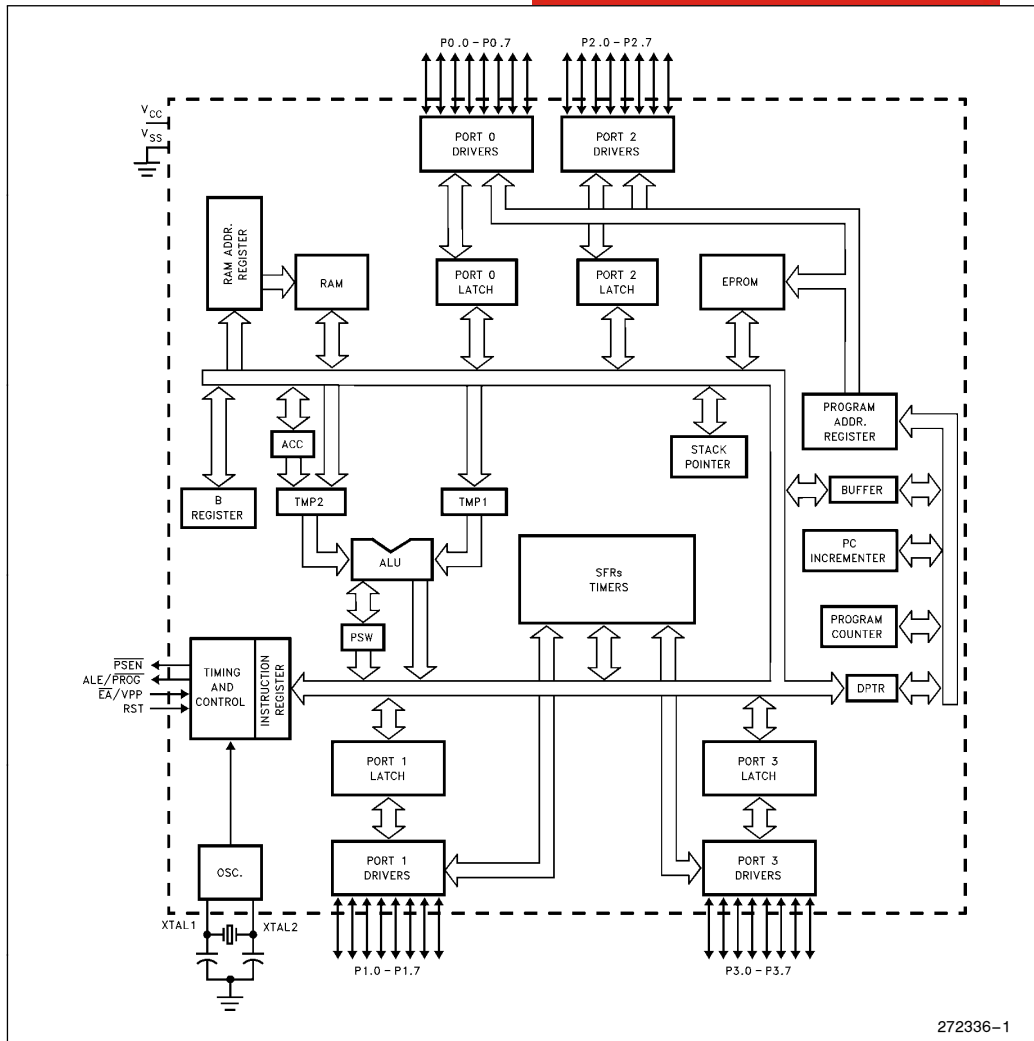 P0.0 – P0.7
P2.0 – P2.7
VCC
VSS
PORT 0
DRIVERS
PORT 2
DRIVERS
RAM ADDR.
REGISTER
RAM
PORT 0
LATCH
PORT 2
LATCH
EPROM
PROGRAM
ADDR.
REGISTER
ACC
STACK
POINTER
B
REGISTER
TMP2
TMP1
BUFFER
ALU
PC
INCREMENTER
SFRs
TIMERS
PSW
PROGRAM
COUNTER
PSEN
ALE/PROG
EA/VPP
RST
TIMING
AND
CONTROL
INSTRUCTION
REGISTER
DPTR
PORT 1
LATCH
PORT 3
LATCH
OSC.
PORT 1
DRIVERS
PORT 3
DRIVERS
XTAL1
XTAL2
P1.0 – P1.7
P3.0 – P3.7
272336–1